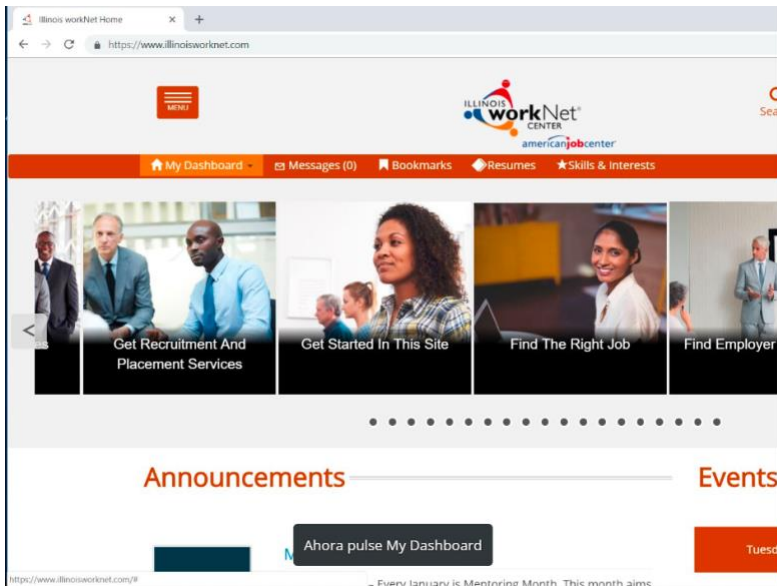 Illinois workNet Home
https://www.illinoisworknet.com
MENU
ILLINOIS
workNet
CENTER
americanjobcenter
My Dashboard
Messages (0)
Bookmarks
Resumes
Skills & Interests
Get Recruitment And
Placement Services
Get Started In This Site
Find The Right Job
Find Employer
Announcements
Events
Ahora pulse My Dashboard
Every January is Mentoring Month. This month aims
https://www.illinoisworknet.com/#